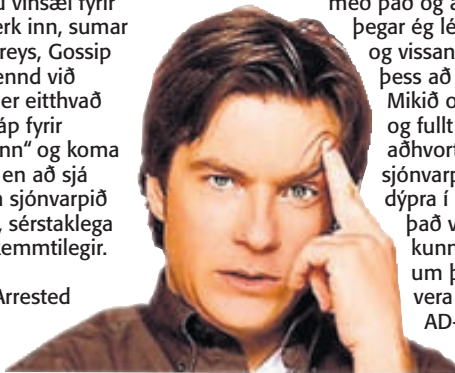 u vinsæl fyrir
erk inn, sumar
reys, Gossip
ennd við
er eitthvað
áp fyrir
nn“ og koma
en að sjá
sjónvarpið
, sérstaklega
kemmtilegir.
Arrested
með það og a
þegar ég lé
og vissan
þess að
Mikið o
og fullt
aðhvort
sjónvarp
dýpra í
það v
kunn
um þ
vera
AD-